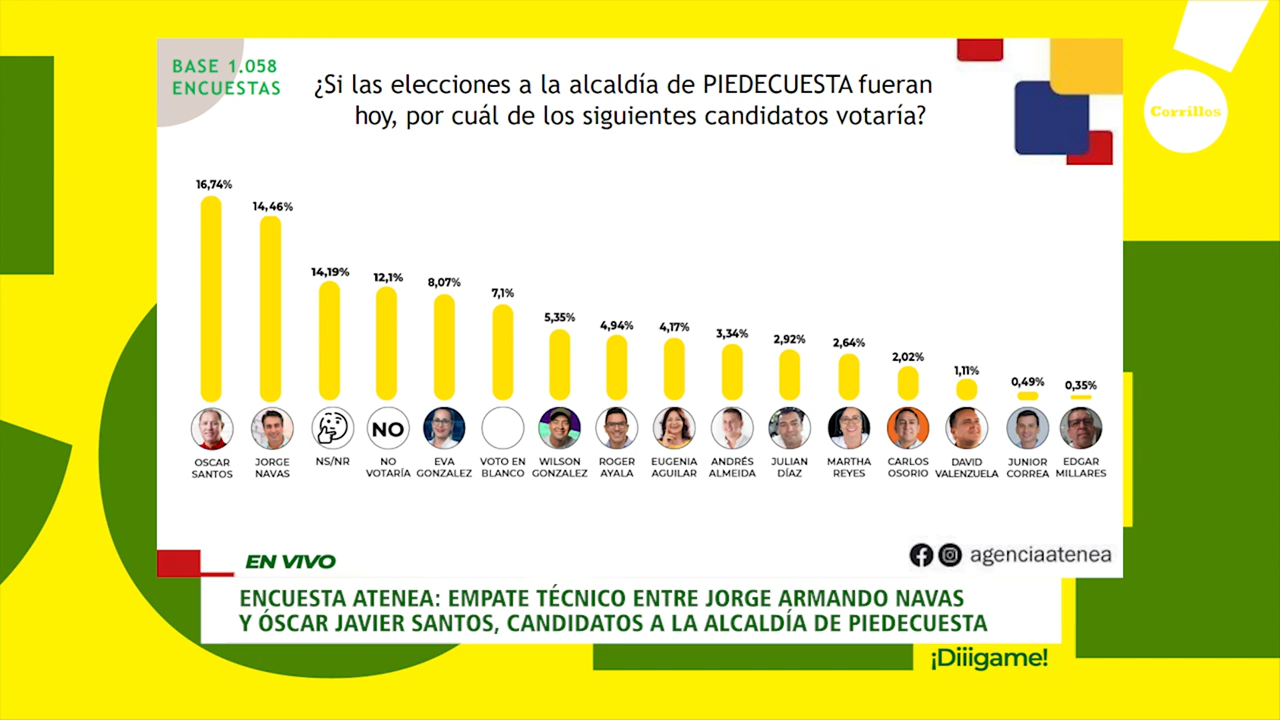 BASE 1.058
ENCUESTAS
¿Si las elecciones a la alcaldía de PIEDECUESTA fueran
hoy, por cuál de los siguientes candidatos votaría?
Corrillos
16,74%
14,46%
14,19%
12,1%
8,07%
7,1%
5,35%
4,94%
4,17%
3,34%
2,92%
2,64%
2,02%
1,11%
0,49%
0,35%
NO
OSCAR
SANTOS
JORGE
NAVAS
NS/NR
NO
VOTARÍA
EVA
GONZALEZ
VOTO EN
BLANCO
WILSON
GONZALEZ
ROGER
AYALA
EUGENIA
AGUILAR
ANDRÉS
ALMEIDA
JULIAN
DÍAZ
MARTHA
REYES
CARLOS
OSORIO
DAVID
VALENZUELA
JUNIOR
CORREA
EDGAR
MILLARES
EN VIVO
agenciaatenea
ENCUESTA ATENEA: EMPATE TÉCNICO ENTRE JORGE ARMANDO NAVAS
Y ÓSCAR JAVIER SANTOS, CANDIDATOS A LA ALCALDÍA DE PIEDECUESTA
¡Diiigame!